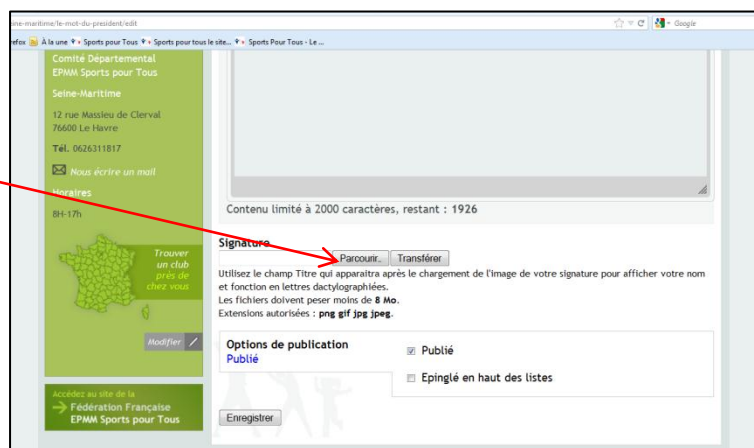 eine-maritime/le-mot-du-president/edit
Google
refox À la une Sports pour Tous Sports pour tous le site... Sports Pour Tous - Le ...
Comité Départemental
EPMM Sports pour Tous
Seine-Maritime
12 rue Massieu de Clerval
76600 Le Havre
Tél. 0626311817
Nous écrire un mail
Horaires
8H-17h
Trouver
un club
près de
chez vous
Modifier
Accédez au site de la
Fédération Française
EPMM Sports pour Tous
Contenu limité à 2000 caractères, restant : 1926
Signature
Parcourir_ Transférer
Utilisez le champ Titre qui apparaitra après le chargement de l'image de votre signature pour afficher votre nom
et fonction en lettres dactylographiées.
Les fichiers doivent peser moins de 8 Mo.
Extensions autorisées : png gif jpg jpeg.
Options de publication
Publié
Publié
Epinglé en haut des listes
Enregistrer